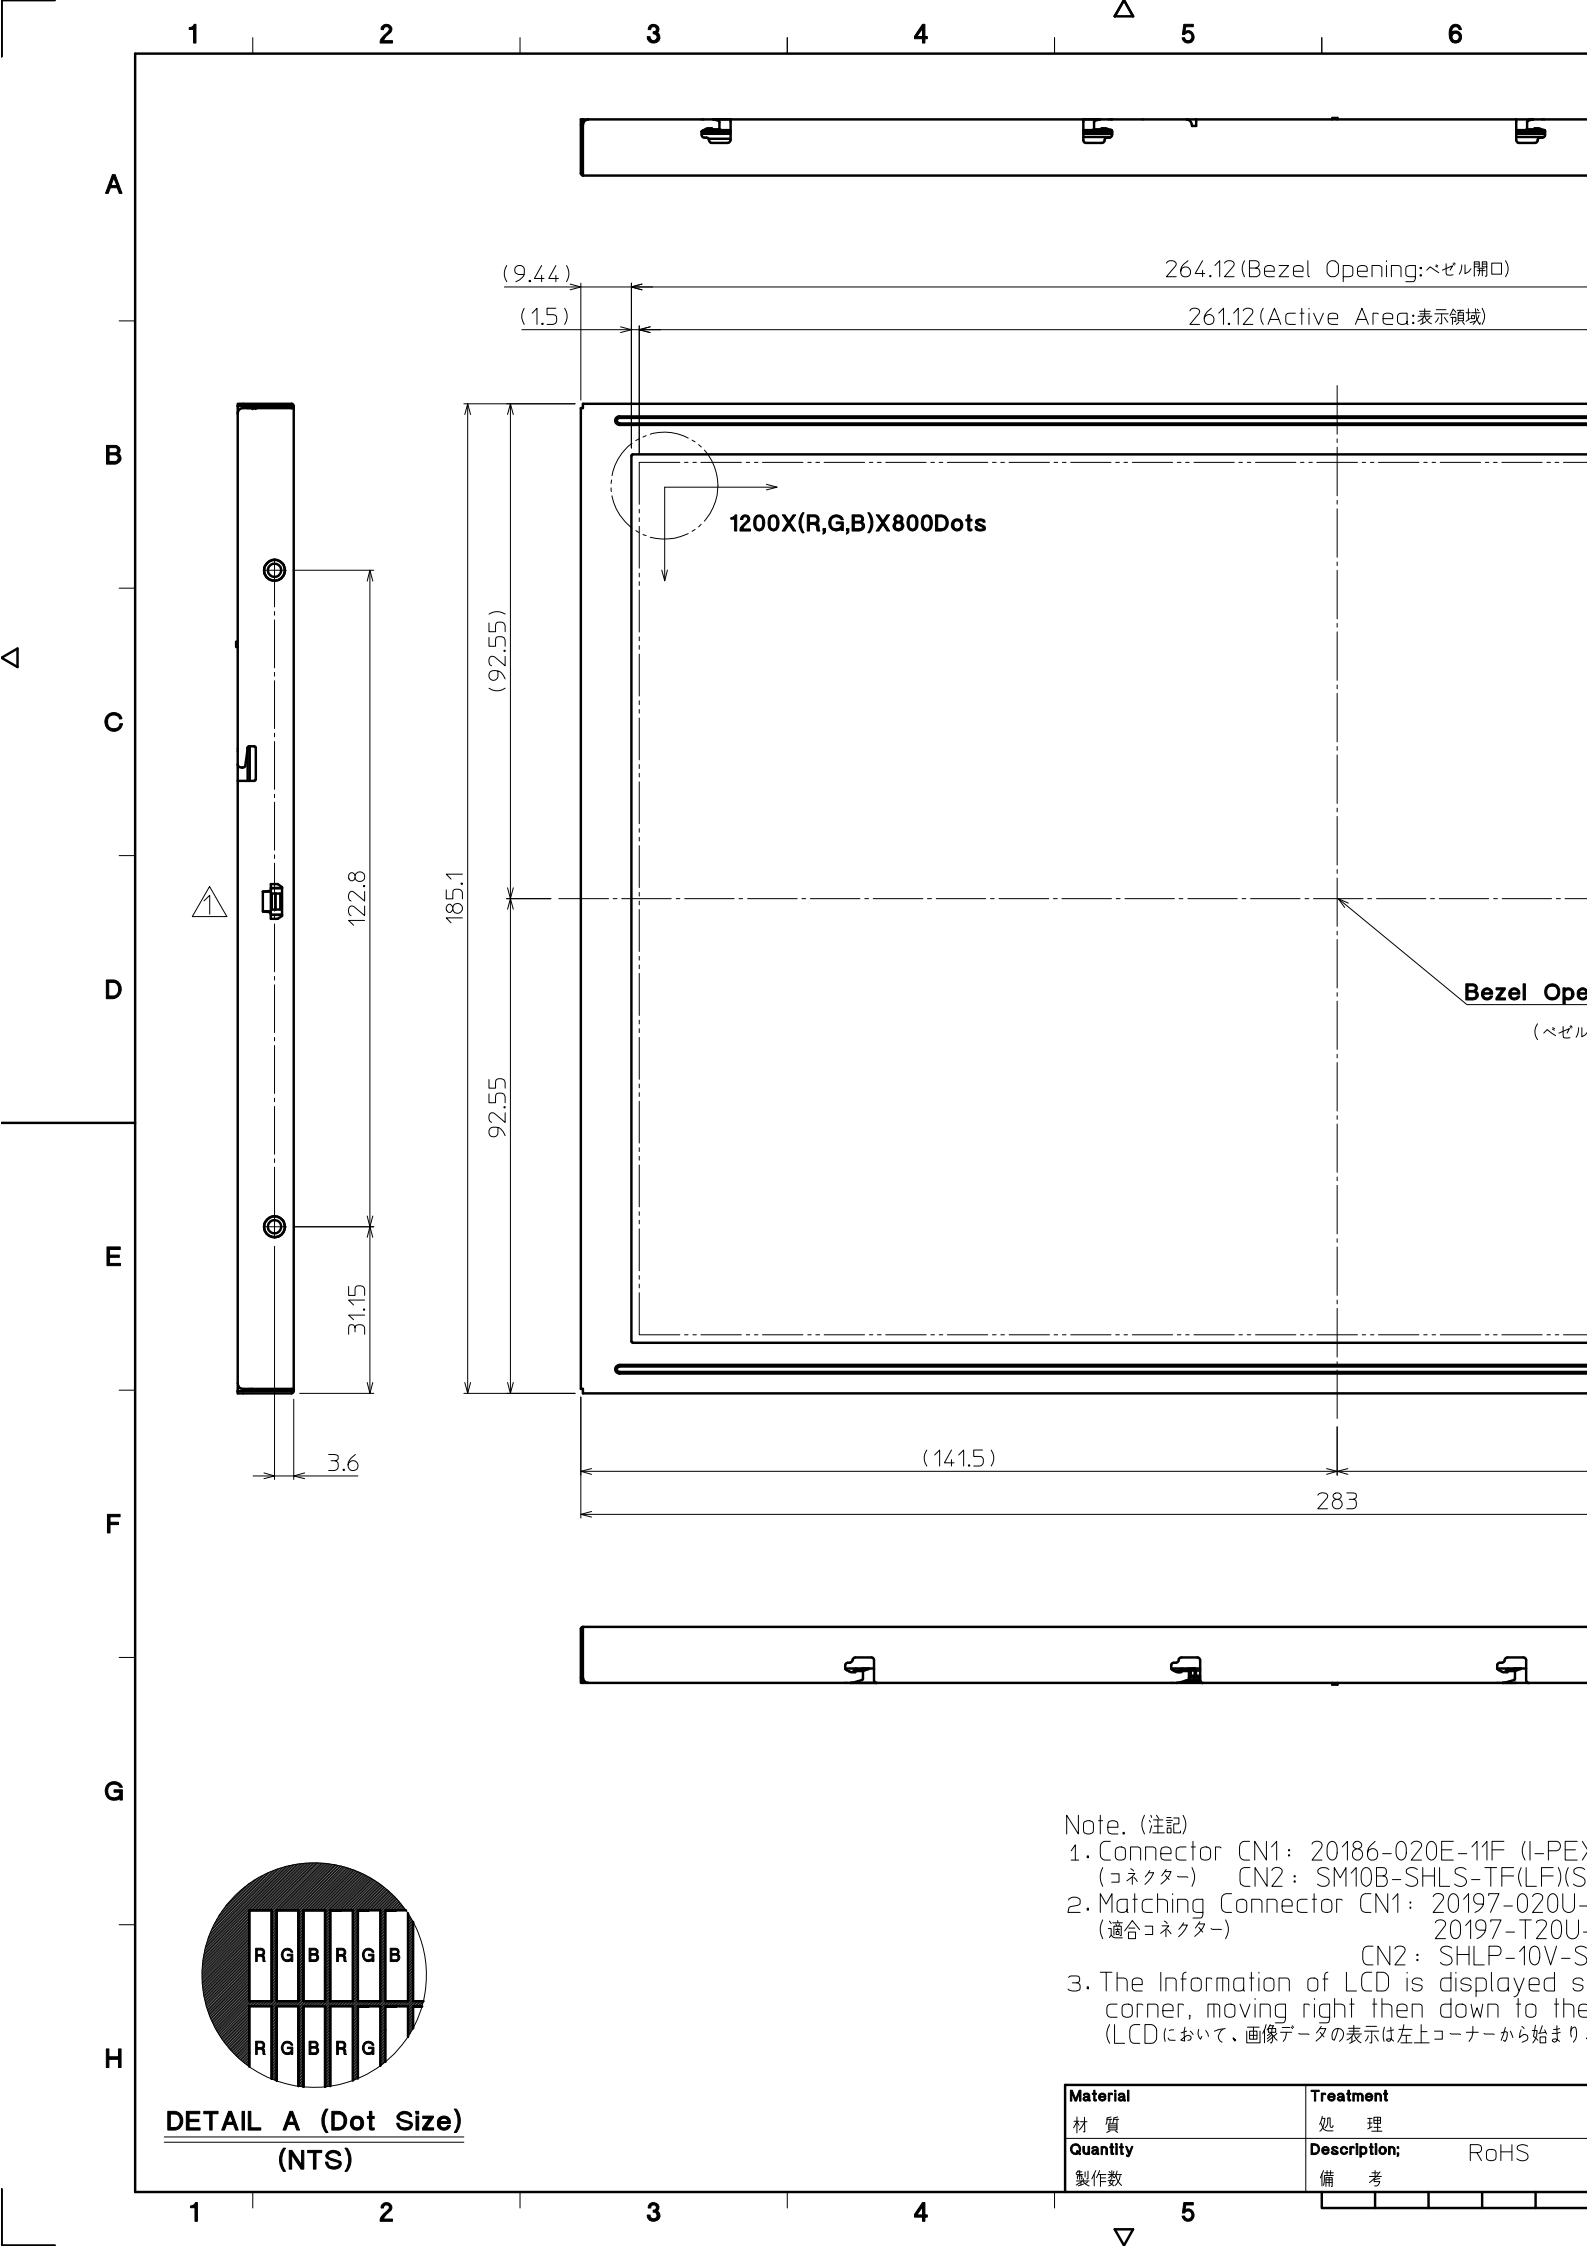 1 2 3 4 5 6
A
(9.44)
264.12(Bezel Opening:ベゼル開口)
(1.5)
261.12(Active Area:表示領域)
B
1200X(R,G,B)X800Dots
(92.55)
C
122.8
185.1
1
D
Bezel Ope
(ベゼル
92.55
E
31.15
3.6
(141.5)
283
F
G
Note. (注記)
1. Connector CN1: 20186-020E-11F (I-PEX
(コネクター) CN2: SM10B-SHLS-TF(LF)(S
2. Matching Connector CN1: 20197-020U-
(適合コネクター) 20197-T20U-
CN2: SHLP-10V-S
3. The Information of LCD is displayed s
corner, moving right then down to the
(LCDにおいて、画像データの表示は左上コーナーから始まり、
R G B R G B
R G B R G
H
DETAIL A (Dot Size)
(NTS)
Material
材 質
Treatment
処 理
Quantity
製作数
Description;
備 考
RoHS
1 2 3 4 5